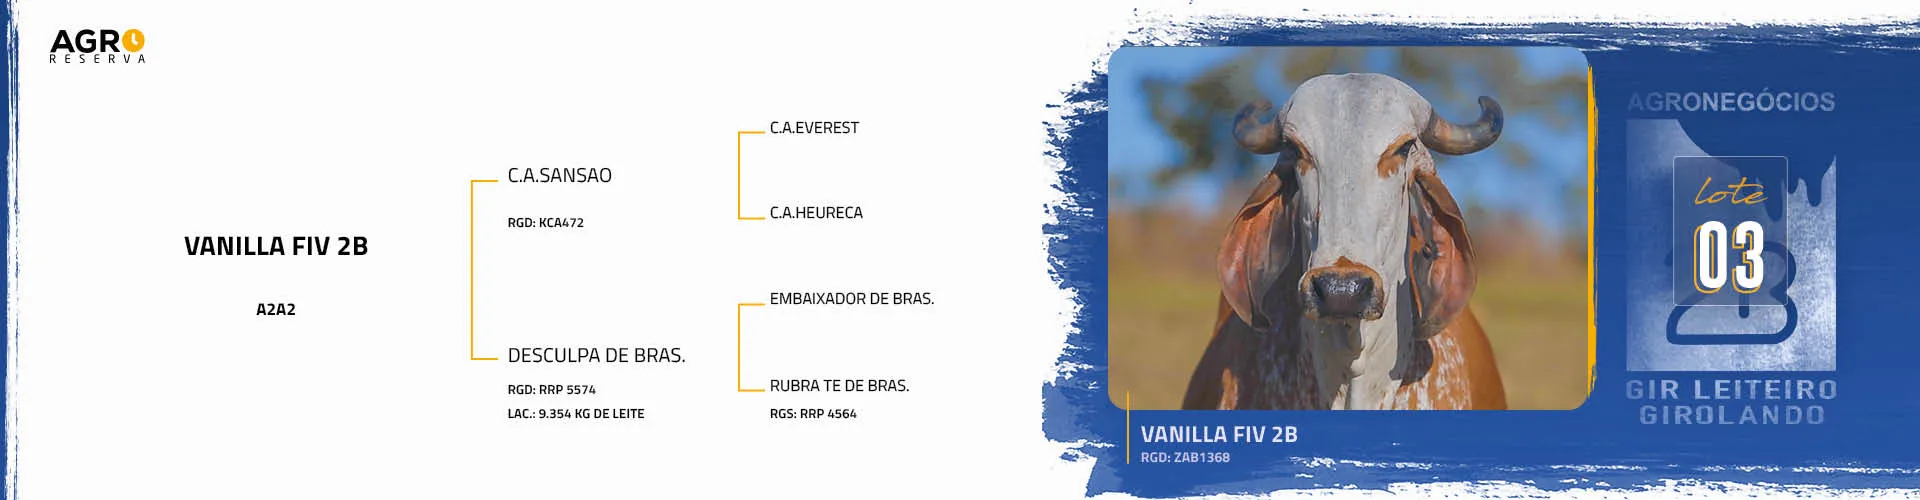 AGRO
RESERVA
VANILLA FIV 2B
A2A2
C.A.SANSAO
RGD: KCA472
DESCULPA DE BRAS.
RGD: RRP 5574
LAC.: 9.354 KG DE LEITE
C.A.EVEREST
C.A.HEURECA
EMBAIXADOR DE BRAS.
RUBRA TE DE BRAS.
RGS: RRP 4564
VANILLA FIV 2B
RGD: ZAB1368
AGRONEGÓCIOS
lote
03
2B
GIR LEITEIRO
GIROLANDO